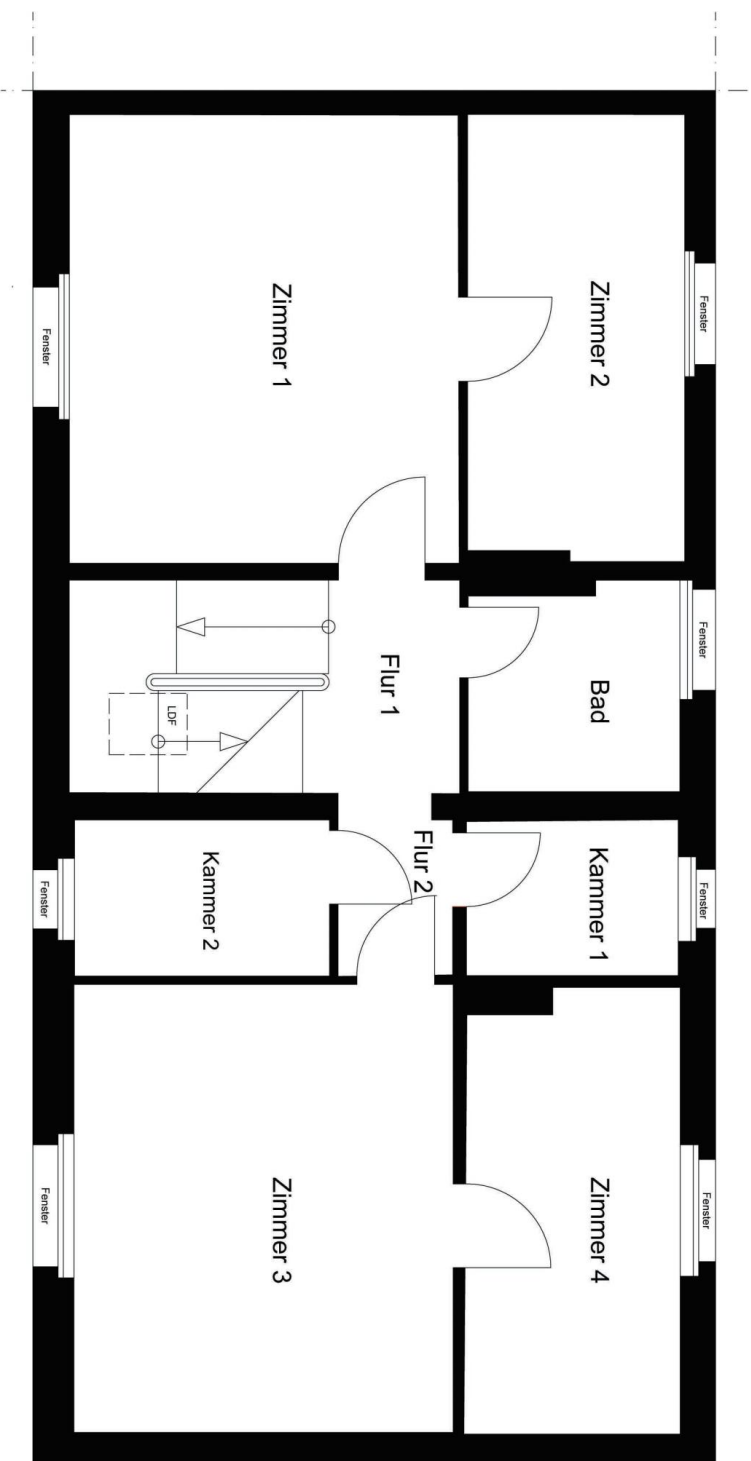 Fenster
Zimmer 2
Zimmer 1
Fenster
Fenster
Bad
Flur 1
LDF
Fenster
Kammer 1
Flur 2
Kammer 2
Fenster
Fenster
Zimmer 4
Zimmer 3
Fenster